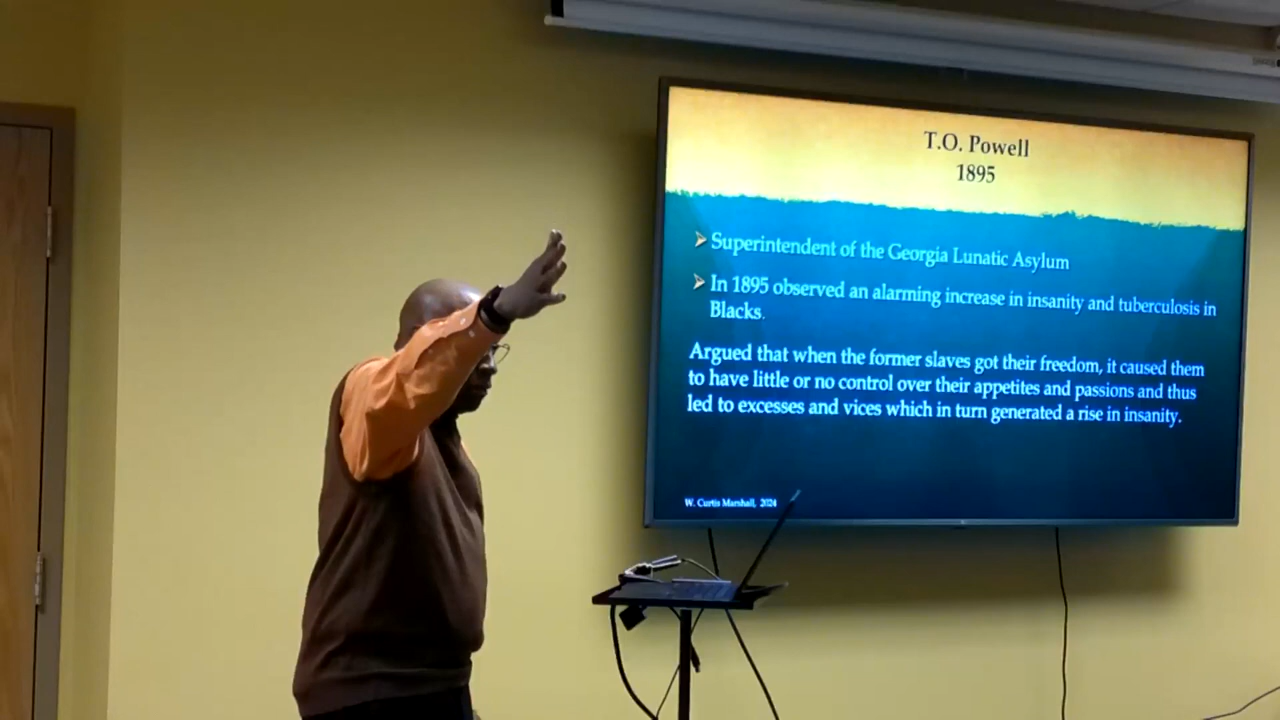 T.O. Powell
1895
➢ Superintendent of the Georgia Lunatic Asylum
➢ In 1895 observed an alarming increase in insanity and tuberculosis in
Blacks.
Argued that when the former slaves got their freedom, it caused them
to have little or no control over their appetites and passions and thus
led to excesses and vices which in turn generated a rise in insanity.
W. Curtis Marshall, 2024